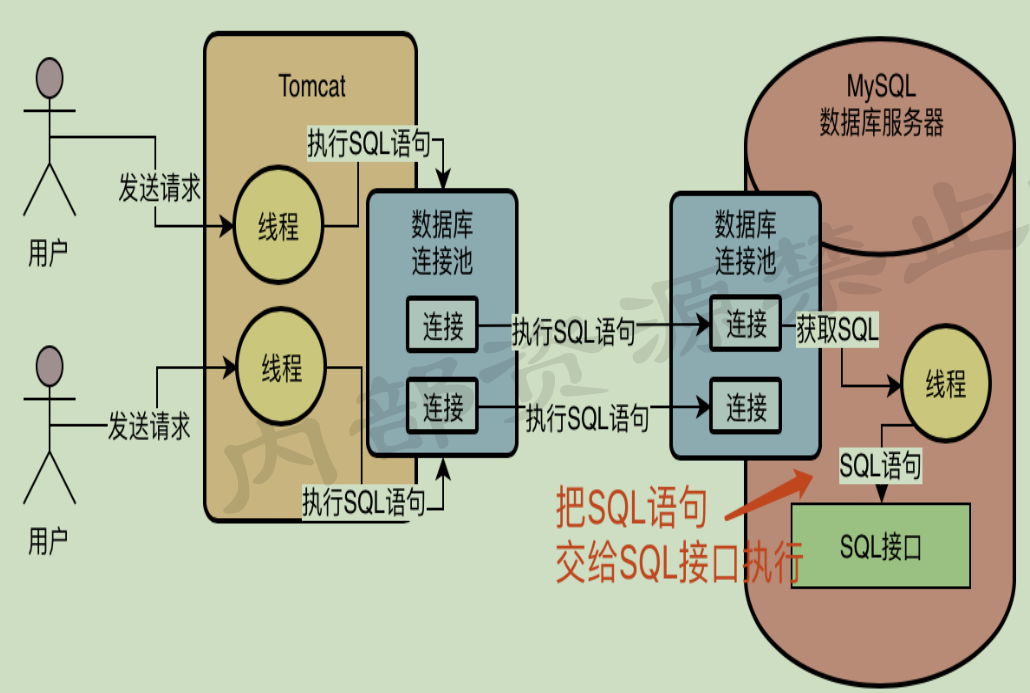 Tomcat
MySQL
数据库服务器
执行SQL语句
发送请求
线程
用户
数据库
连接池
数据库
连接池
连接
执行SQL语句
连接
获取SQL
线程
线程
连接
执行SQL语句
连接
发送请求
SQL语句
执行SQL语句
用户
把SQL语句
交给SQL接口执行
SQL接口
内部资源禁止